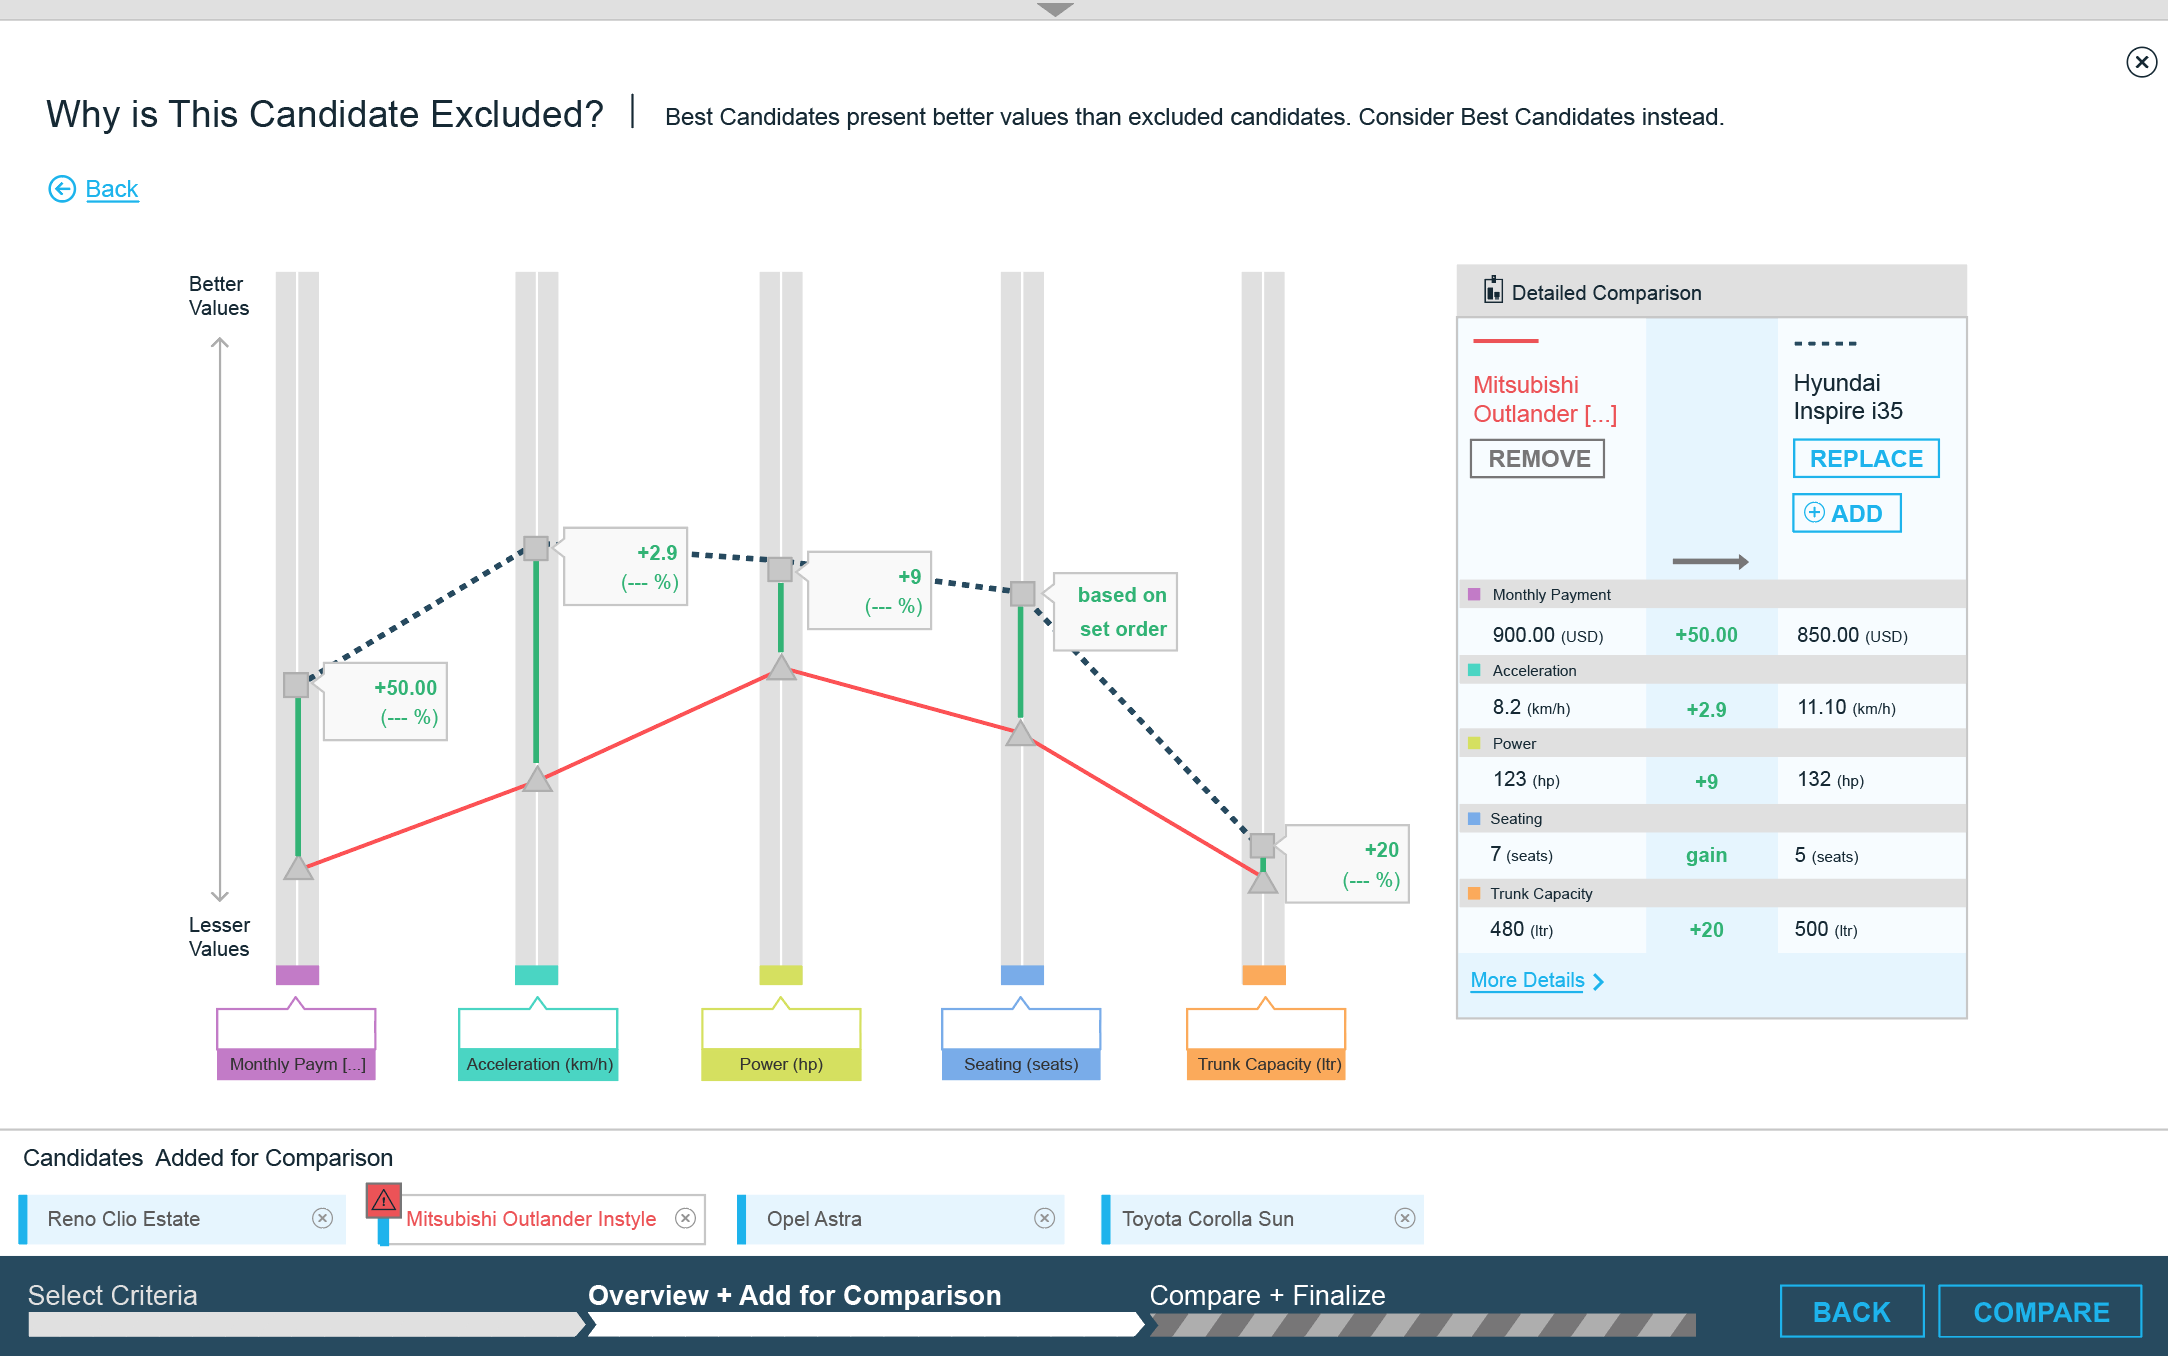 Why is This Candidate Excluded?
Best Candidates present better values than excluded candidates. Consider Best Candidates instead.
Back
Better
Values
Lesser
Values
+50.00
(--- %)
+2.9
(--- %)
+9
(--- %)
based on
set order
+20
(--- %)
Monthly Paym [...]
Acceleration (km/h)
Power (hp)
Seating (seats)
Trunk Capacity (ltr)
Detailed Comparison
Mitsubishi
Outlander [...]
REMOVE
Hyundai
Inspire i35
REPLACE
ADD
Monthly Payment
900.00 (USD) +50.00 850.00 (USD)
Acceleration
8.2 (km/h) +2.9 11.10 (km/h)
Power
123 (hp) +9 132 (hp)
Seating
7 (seats) gain 5 (seats)
Trunk Capacity
480 (ltr) +20 500 (ltr)
More Details
Candidates Added for Comparison
Reno Clio Estate
Mitsubishi Outlander Instyle
Opel Astra
Toyota Corolla Sun
Select Criteria
Overview + Add for Comparison
Compare + Finalize
BACK
COMPARE